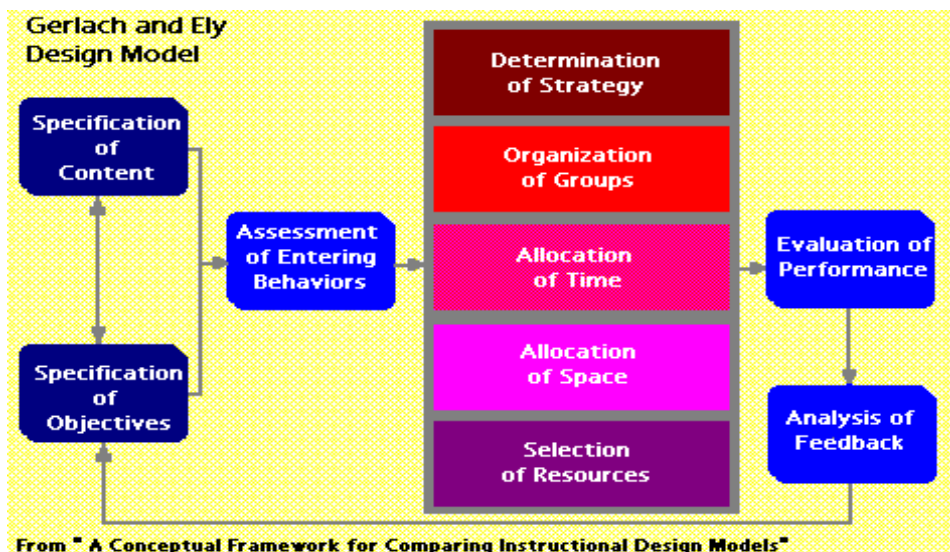 Gerlach and Ely
Design Model
Specification
of
Content
Specification
of
Objectives
Assessment
of Entering
Behaviors
Determination
of Strategy
Organization
of Groups
Allocation
of Time
Allocation
of Space
Selection
of Resources
Evaluation of
Performance
Analysis of
Feedback
From " A Conceptual Framework for Comparing Instructional Design Models"